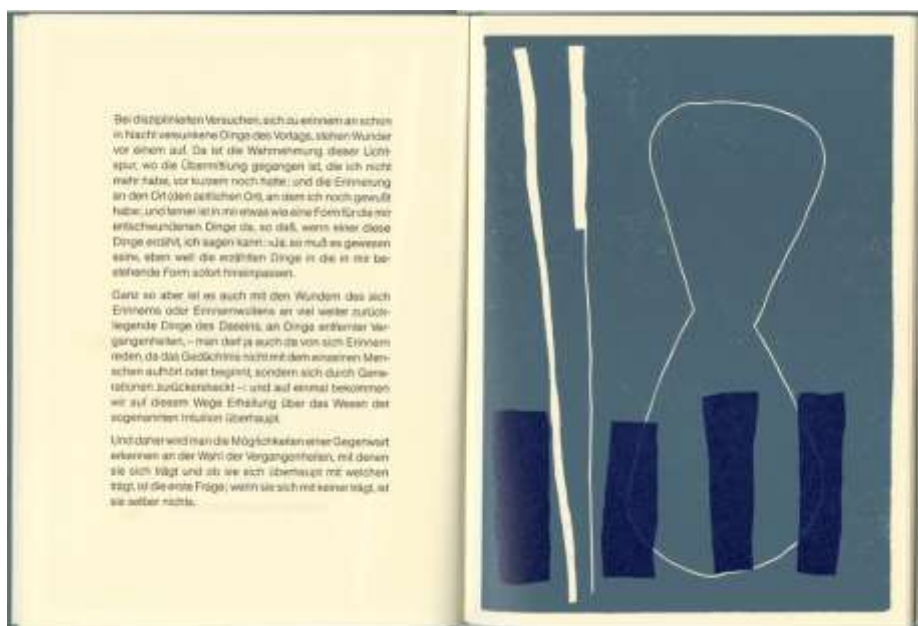 Bei disziplinierten Versuchen, sich zu erinnern an schon
in Nacht versunkene Dinge des Vortags, stehen Wunder
vor einem auf. Da ist die Wahrnehmung dieser Licht-
spur, wo die Übermittlung gegangen ist, die ich nicht
mehr habe, vor kurzem noch hatte; und die Erinnerung
an den Ort (den zeitlichen Ort), an dem ich noch gewußt
habe; und ferner ist in mir etwas wie eine Form für die mir
entschwundenen Dinge da, so daß, wenn einer diese
Dinge erzählt, ich sagen kann: »Ja, so muß es gewesen
sein«, eben weil die erzählten Dinge in die in mir be-
stehende Form sofort hineinpassen.
Ganz so aber ist es auch mit den Wundern des sich
Erinnerns oder Erinnernwollens an viel weiter zurück-
liegende Dinge des Daseins, an Dinge entfernter Ver-
gangenheiten, – man darf ja auch da von sich Erinnern
reden, da das Gedächtnis nicht mit dem einzelnen Men-
schen aufhört oder beginnt, sondern sich durch Gene-
rationen zurückerstreckt –: und auf einmal bekommen
wir auf diesem Wege Erhellung über das Wesen der
sogenannten Intuition überhaupt.
Und daher wird man die Möglichkeiten einer Gegenwart
erkennen an der Wahl der Vergangenheiten, mit denen
sie sich trägt und ob sie sich überhaupt mit welchen
trägt, ist die erste Frage; wenn sie sich mit keiner trägt, ist
sie selber nichts.